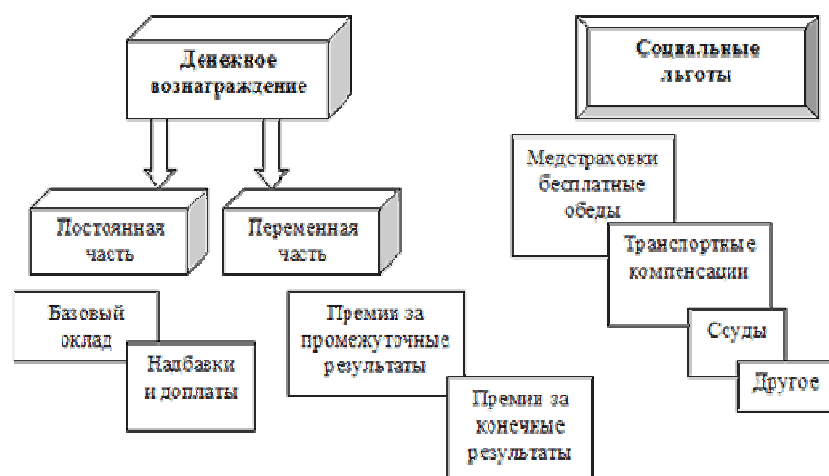 Денежное
вознаграждение
Социальные
льготы
Постоянная
часть
Переменная
часть
Базовый
оклад
Надбавки
и доплаты
Премия за
промежуточные
результаты
Премии за
конечные
результаты
Медстраховки
бесплатные
обеды
Транспортные
компенсации
Ссуды
Другое